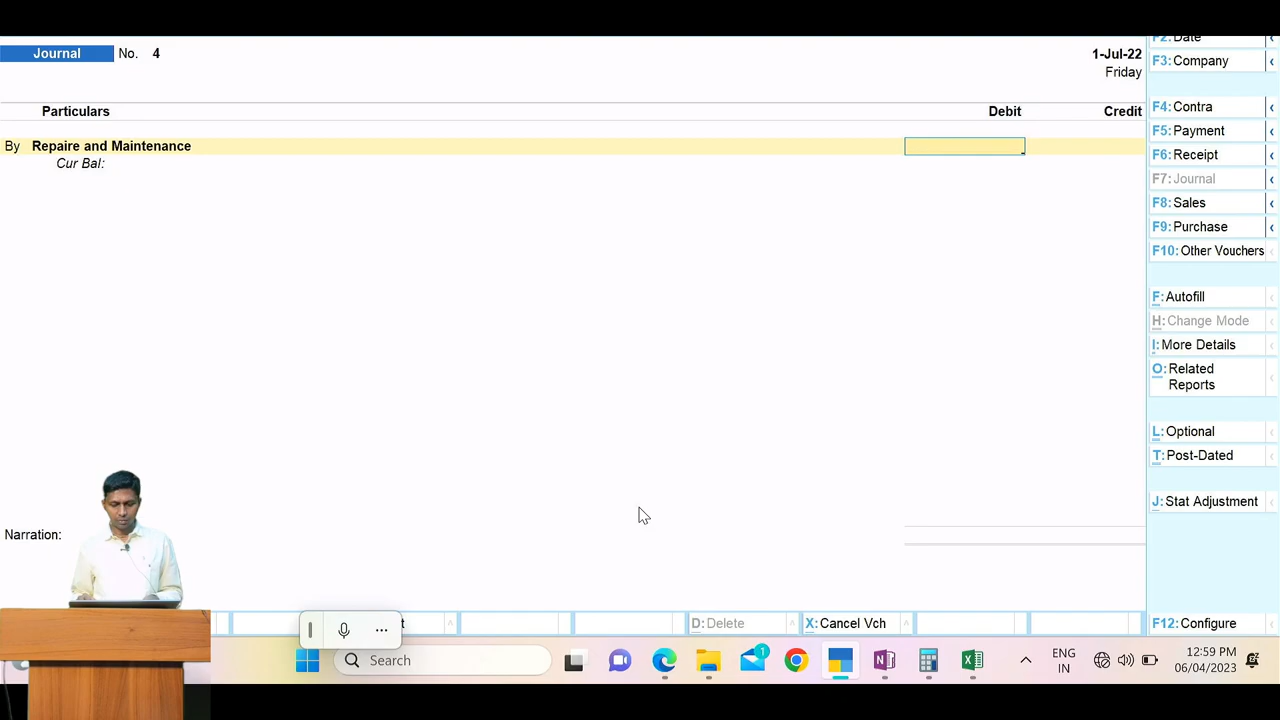 Journal No. 4 1-Jul-22
Friday
Particulars Debit Credit
By Repaire and Maintenance
Cur Bal:
Narration:
D: Delete X: Cancel Vch
F2: Date
F3: Company
F4: Contra
F5: Payment
F6: Receipt
F7: Journal
F8: Sales
F9: Purchase
F10: Other Vouchers
F: Autofill
H: Change Mode
I: More Details
O: Related
Reports
L: Optional
T: Post-Dated
J: Stat Adjustment
F12: Configure
Search
1
ENG
IN
12:59 PM
06/04/2023